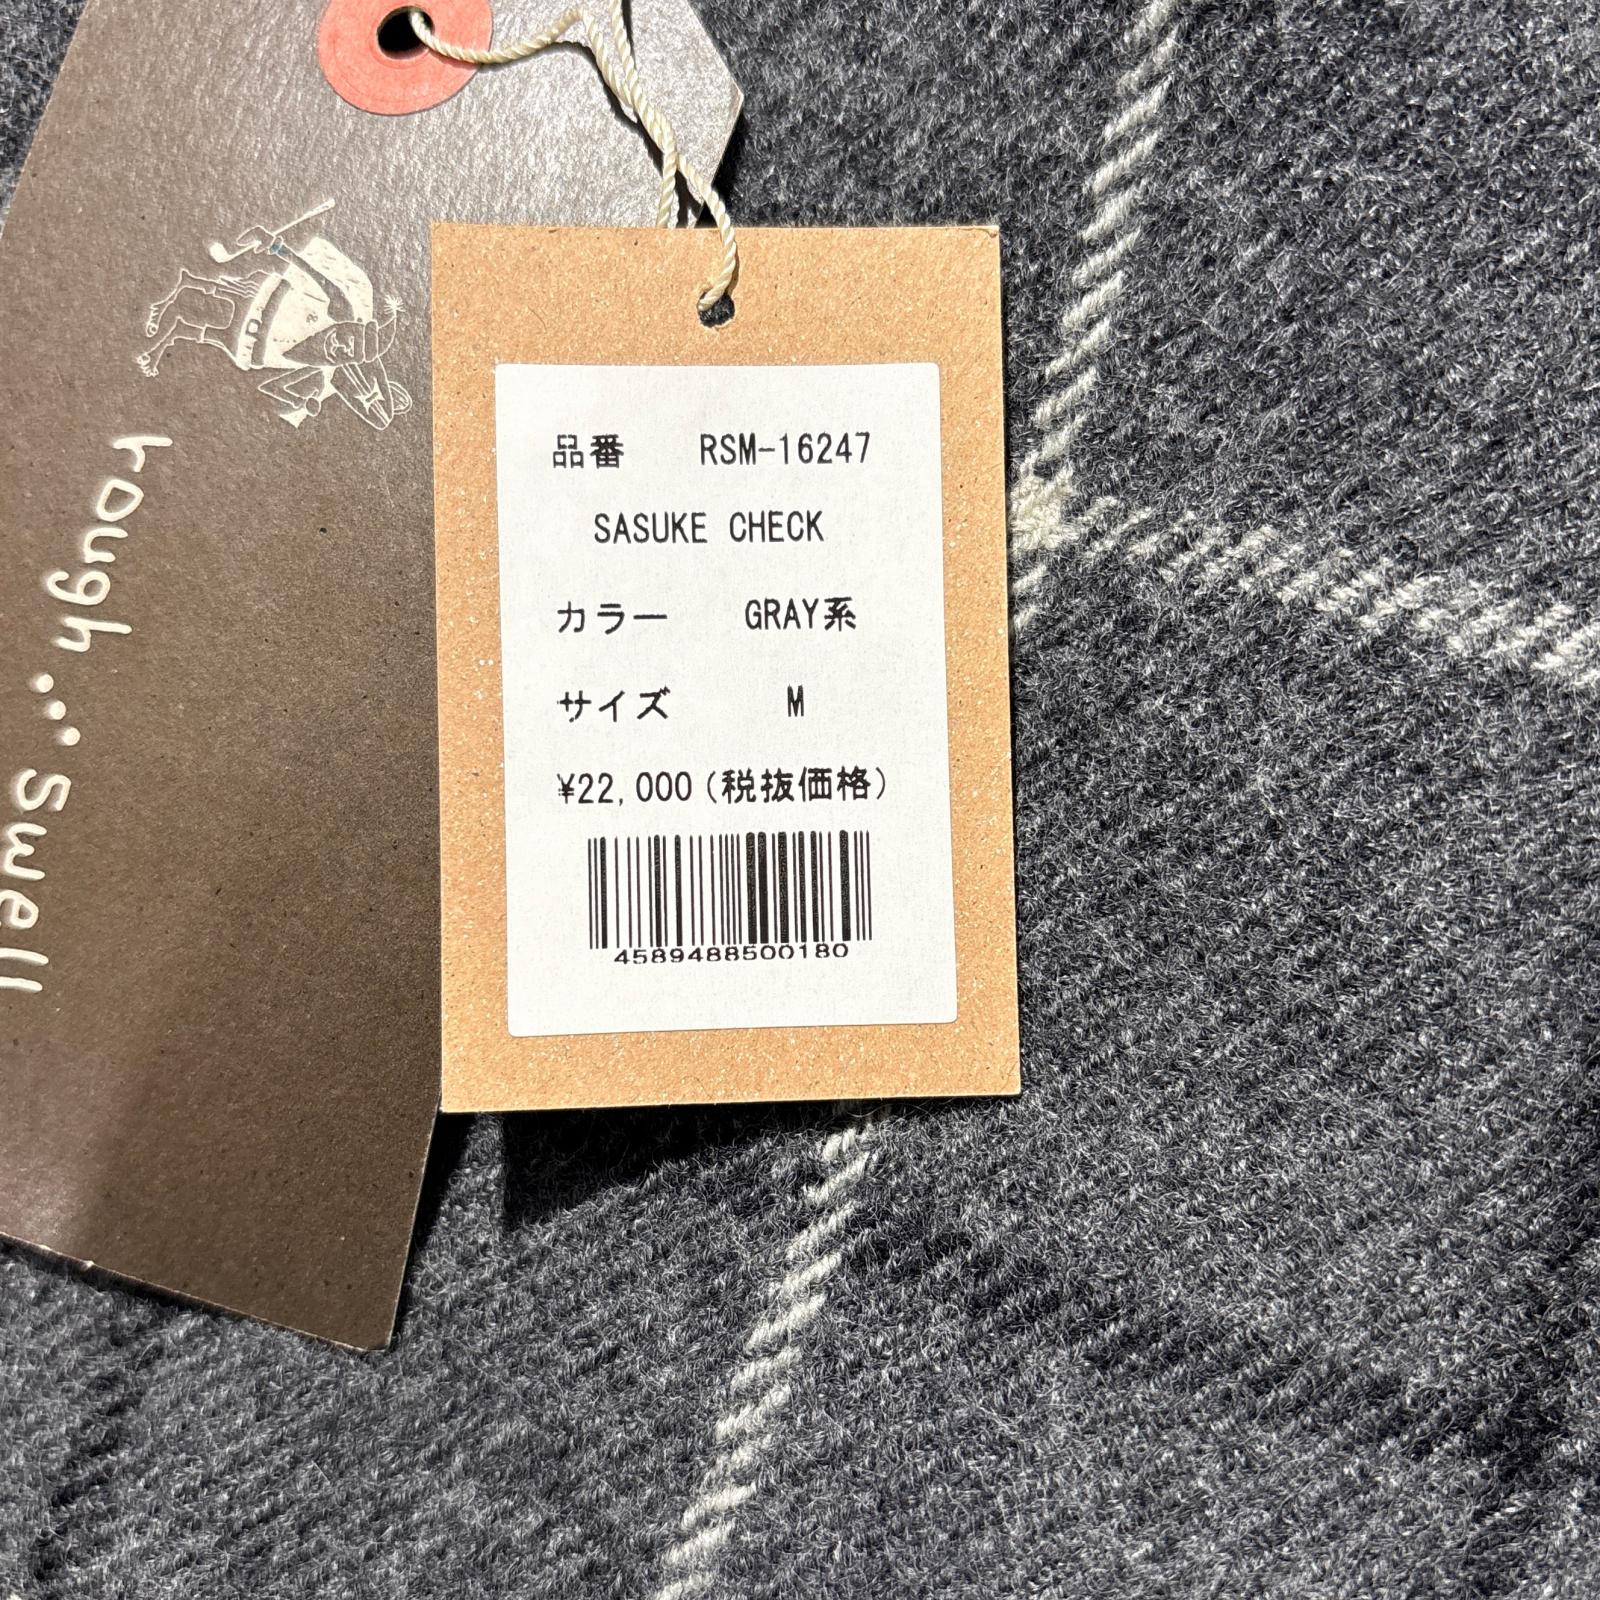 rough...swell
品番 RSM-16247
SASUKE CHECK
カラー GRAY系
サイズ M
¥22,000(税抜価格)
4589488500180